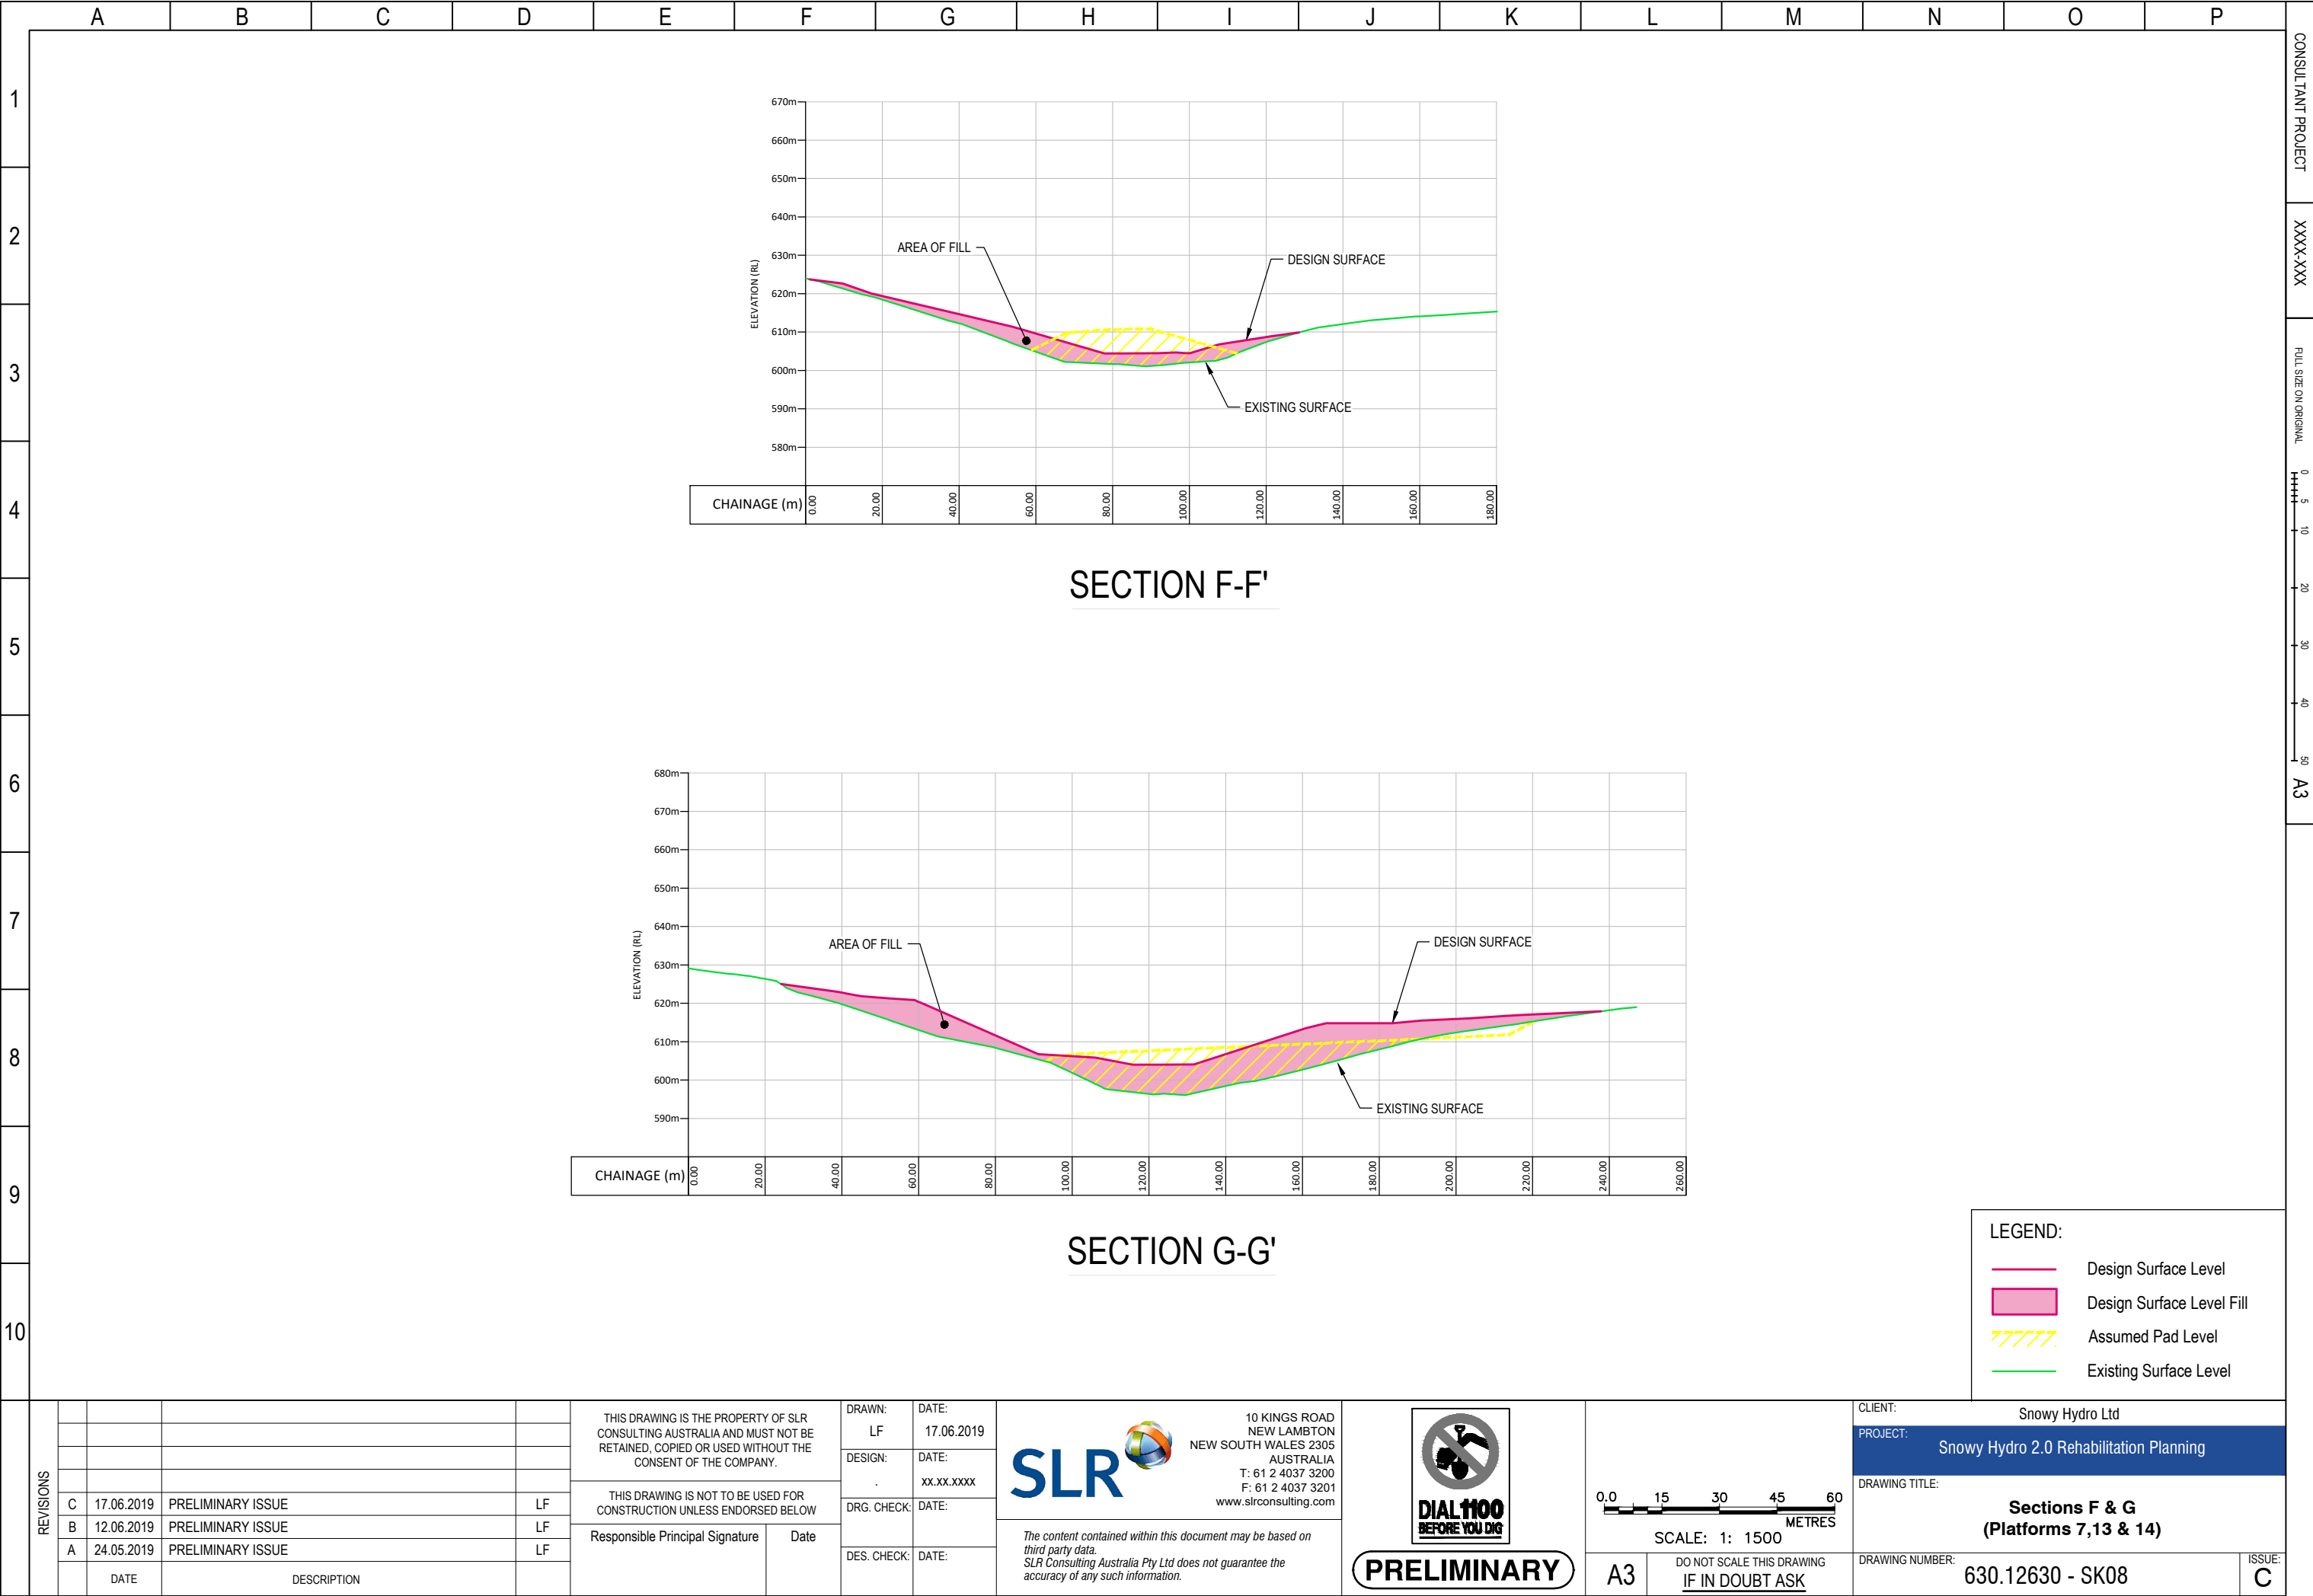 A B C D E F G H I J K L M N O P
1
2
3
4
5
6
7
8
9
10
CONSULTANT PROJECT
XXXX-XXX
FULL SIZE ON ORIGINAL
0 5 10 20 30 40 50
A3
670m
660m
650m
640m
630m
620m
610m
600m
590m
580m
ELEVATION (RL)
AREA OF FILL
DESIGN SURFACE
EXISTING SURFACE
CHAINAGE (m) 0.00 20.00 40.00 60.00 80.00 100.00 120.00 140.00 160.00 180.00
SECTION F-F'
680m
670m
660m
650m
640m
630m
620m
610m
600m
590m
ELEVATION (RL)
AREA OF FILL
DESIGN SURFACE
EXISTING SURFACE
CHAINAGE (m) 0.00 20.00 40.00 60.00 80.00 100.00 120.00 140.00 160.00 180.00 200.00 220.00 240.00 260.00
SECTION G-G'
LEGEND:
Design Surface Level
Design Surface Level Fill
Assumed Pad Level
Existing Surface Level
REVISIONS
C 17.06.2019 PRELIMINARY ISSUE LF
B 12.06.2019 PRELIMINARY ISSUE LF
A 24.05.2019 PRELIMINARY ISSUE LF
DATE DESCRIPTION
THIS DRAWING IS THE PROPERTY OF SLR
CONSULTING AUSTRALIA AND MUST NOT BE
RETAINED, COPIED OR USED WITHOUT THE
CONSENT OF THE COMPANY.
THIS DRAWING IS NOT TO BE USED FOR
CONSTRUCTION UNLESS ENDORSED BELOW
Responsible Principal Signature Date
DRAWN: DATE:
LF 17.06.2019
DESIGN: DATE:
. xx.xx.xxxx
DRG. CHECK: DATE:
DES. CHECK: DATE:
SLR
10 KINGS ROAD
NEW LAMBTON
NEW SOUTH WALES 2305
AUSTRALIA
T: 61 2 4037 3200
F: 61 2 4037 3201
www.slrconsulting.com
The content contained within this document may be based on
third party data.
SLR Consulting Australia Pty Ltd does not guarantee the
accuracy of any such information.
DIAL 1100
BEFORE YOU DIG
PRELIMINARY
0.0 15 30 45 60
METRES
SCALE: 1: 1500
A3
DO NOT SCALE THIS DRAWING
IF IN DOUBT ASK
CLIENT:
Snowy Hydro Ltd
PROJECT:
Snowy Hydro 2.0 Rehabilitation Planning
DRAWING TITLE:
Sections F & G
(Platforms 7,13 & 14)
DRAWING NUMBER:
630.12630 - SK08
ISSUE:
C